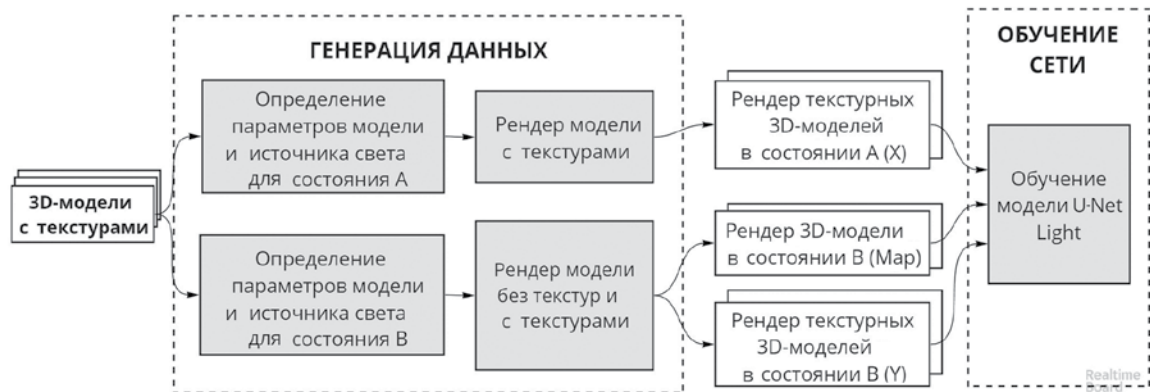 ГЕНЕРАЦИЯ ДАННЫХ
ОБУЧЕНИЕ
СЕТИ
3D-модели
с текстурами
Определение
параметров модели
и источника света
для состояния А
Рендер модели
с текстурами
Рендер текстурных
3D-моделей
в состоянии А (X)
Определение
параметров модели
и источника света
для состояния В
Рендер модели
без текстур и
с текстурами
Рендер 3D-модели
в состоянии В (Map)
Рендер текстурных
3D-моделей
в состоянии В (Y)
Обучение
модели U-Net
Light
Realtime
Board